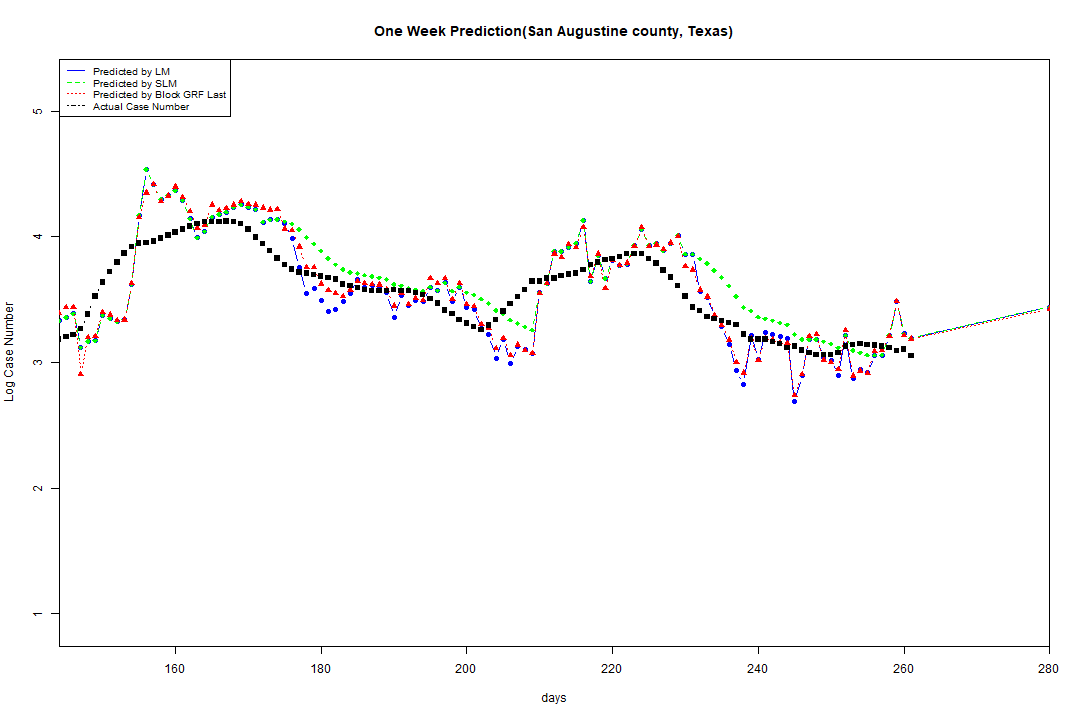 One Week Prediction(San Augustine county, Texas)
Predicted by LM
Predicted by SLM
Predicted by Block GRF Last
Actual Case Number
5
4
3
2
1
Log Case Number
160 180 200 220 240 260 280
days